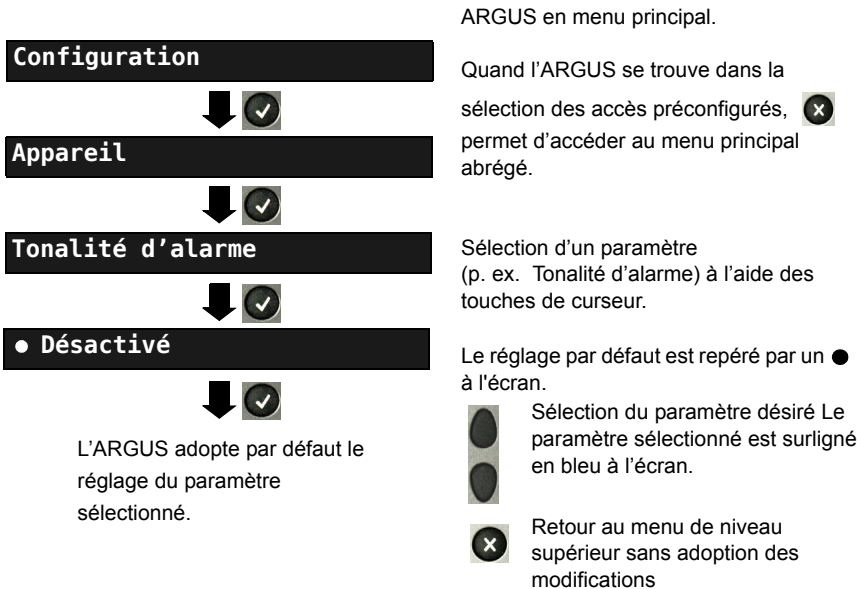 ARGUS en menu principal.
Configuration
Quand l’ARGUS se trouve dans la
sélection des accès préconfigurés,
permet d’accéder au menu principal
abrégé.
Appareil
Tonalité d’alarme
Sélection d’un paramètre
(p. ex. Tonalité d’alarme) à l’aide des
touches de curseur.
● Désactivé
Le réglage par défaut est repéré par un ●
à l'écran.
L’ARGUS adopte par défaut le
réglage du paramètre
sélectionné.
Sélection du paramètre désiré Le
paramètre sélectionné est surligné
en bleu à l’écran.
Retour au menu de niveau
supérieur sans adoption des
modifications